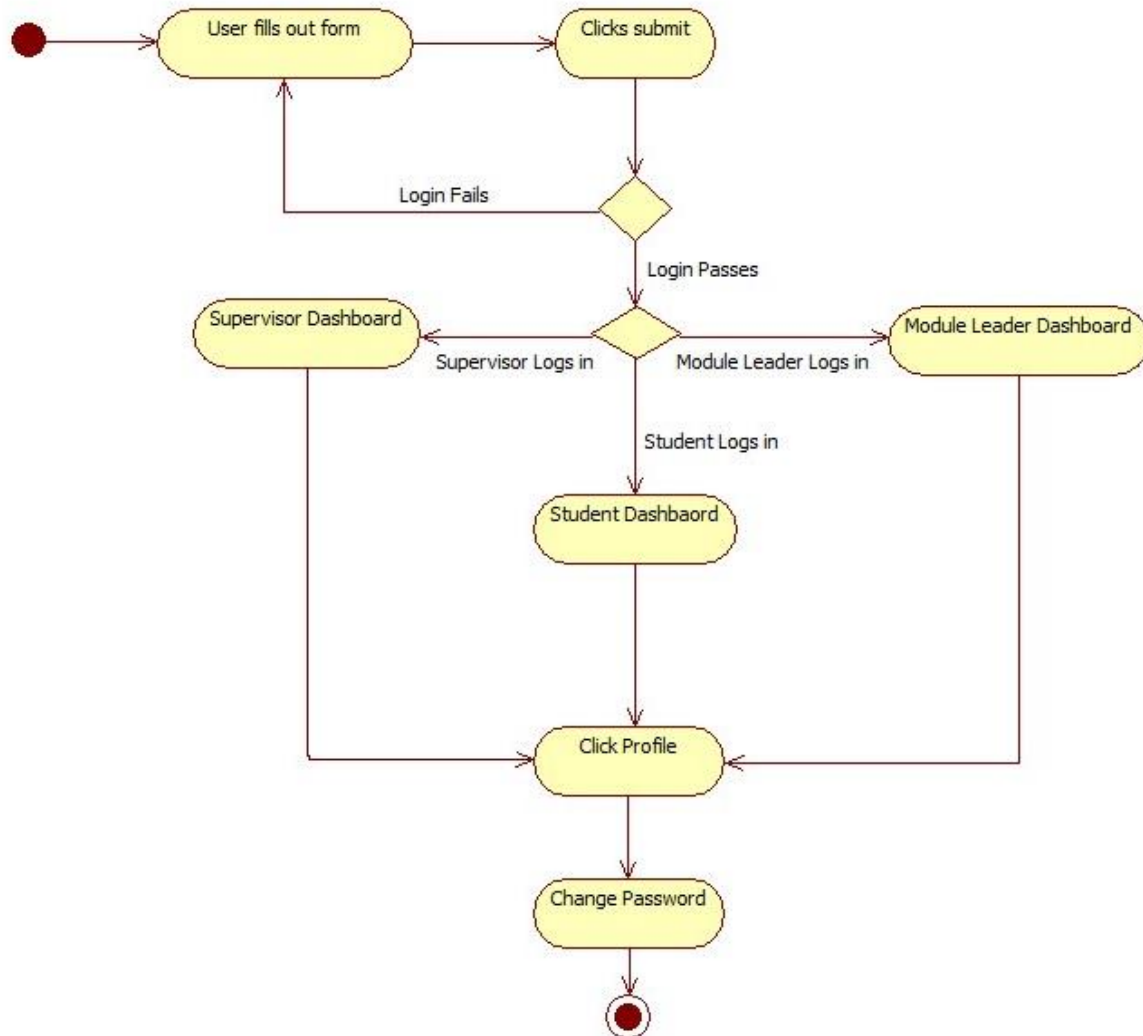 User fills out form
Clicks submit
Login Fails
Login Passes
Supervisor Dashboard
Module Leader Dashboard
Supervisor Logs in
Module Leader Logs in
Student Logs in
Student Dashbaord
Click Profile
Change Password